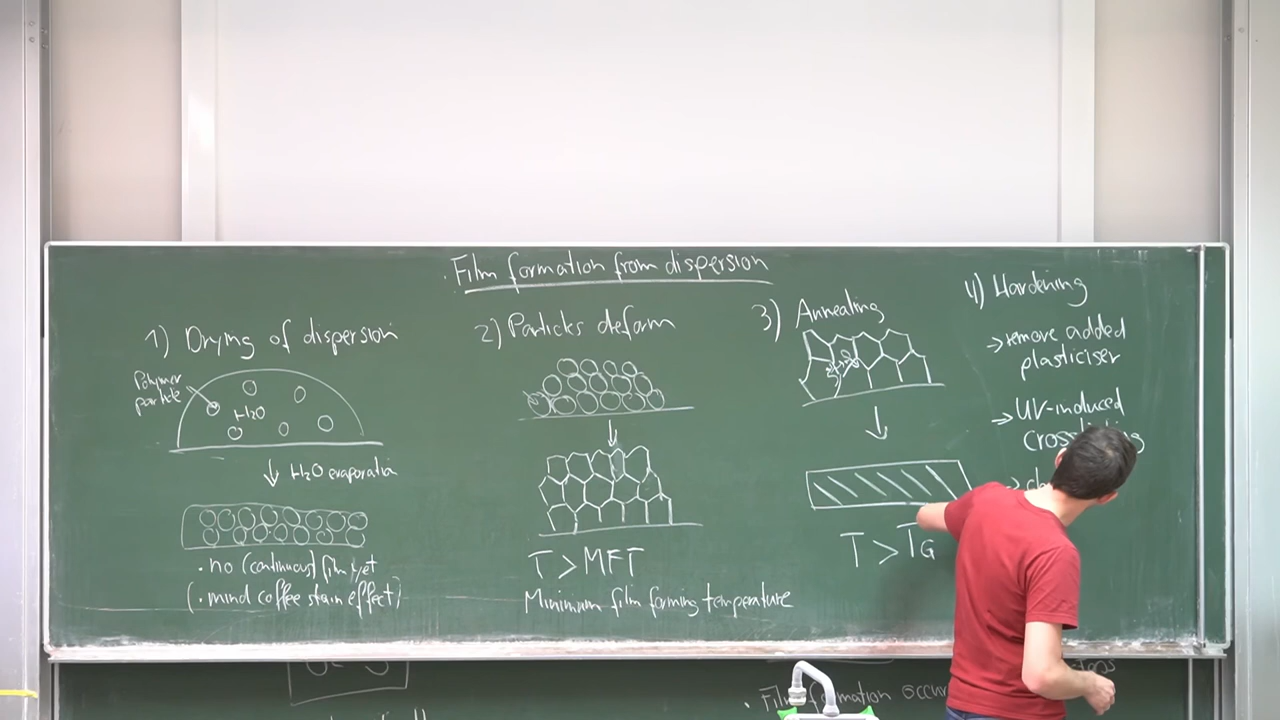 Film formation from dispersion
1) Drying of dispersion
Polymer
particle
H2O
H2O evaporation
• no (continuous) film yet
(• mind coffee stain effect)
2) Particles deform
T > MFT
Minimum film forming temperature
3) Annealing
T > TG
4) Hardening
→ remove added
plasticiser
→ UV-induced
→
• Film formation